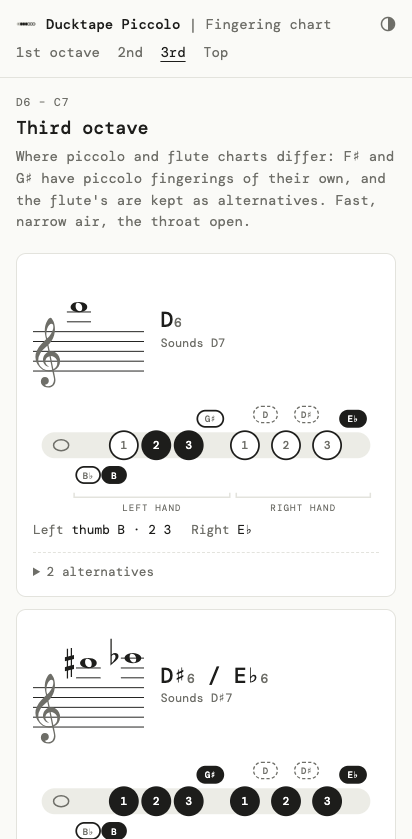 Ducktape Piccolo | Fingering chart
1st octave 2nd 3rd Top
D6 – C7
Third octave
Where piccolo and flute charts differ: F♯ and
G♯ have piccolo fingerings of their own, and
the flute's are kept as alternatives. Fast,
narrow air, the throat open.
D6
Sounds D7
G♯ D D♯ E♭
1 2 3 1 2 3
B♭ B
LEFT HAND RIGHT HAND
Left thumb B · 2 3 Right E♭
▶ 2 alternatives
D♯6 / E♭6
Sounds D♯7
G♯ D D♯ E♭
1 2 3 1 2 3
B♭ B